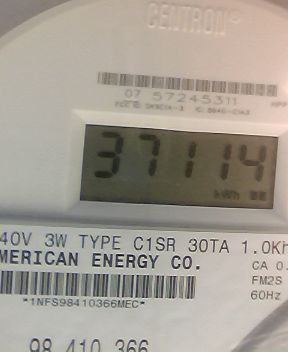 CENTRON®
07 57245311
37114
kWh
40V 3W TYPE C1SR 30TA 1.0Kh
MERICAN ENERGY CO.
CA 0.
FM2S
60Hz
*1NFS98410366MEC*
98 410 366